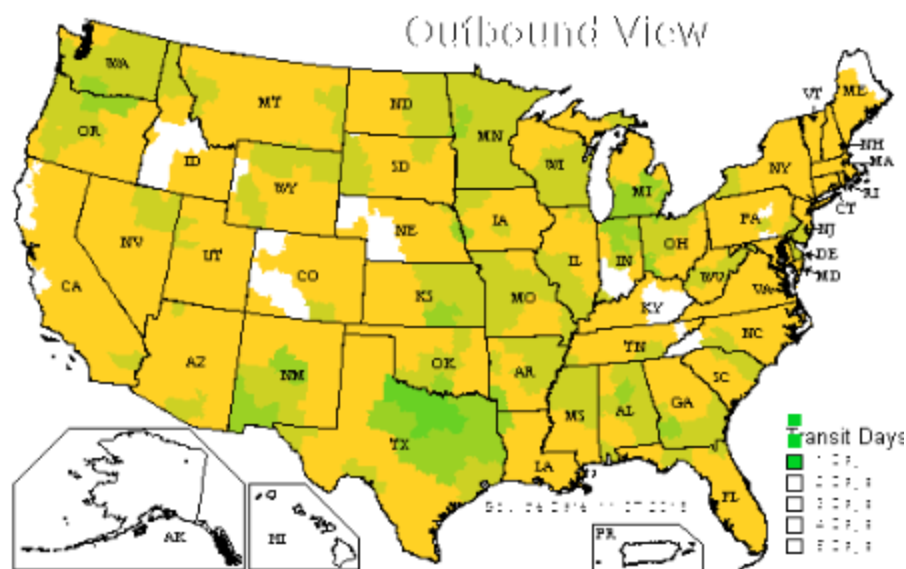 Outbound View
WA
MT
ND
MN
VT
ME
OR
ID
WY
SD
WI
MI
NY
NH
MA
RI
CT
NV
UT
CO
NE
IA
IL
IN
OH
PA
NJ
DE
MD
CA
KS
MO
KY
WV
VA
AZ
NM
OK
AR
TN
NC
SC
TX
LA
MS
AL
GA
FL
AK
HI
PR
Transit Days